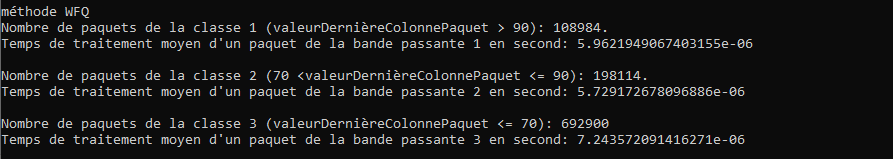 méthode WFQ
Nombre de paquets de la classe 1 (valeurDernièreColonnePaquet > 90): 108984.
Temps de traitement moyen d'un paquet de la bande passante 1 en second: 5.9621949067403155e-06
Nombre de paquets de la classe 2 (70 <valeurDernièreColonnePaquet <= 90): 198114.
Temps de traitement moyen d'un paquet de la bande passante 2 en second: 5.729172678096886e-06
Nombre de paquets de la classe 3 (valeurDernièreColonnePaquet <= 70): 692900
Temps de traitement moyen d'un paquet de la bande passante 3 en second: 7.243572091416271e-06